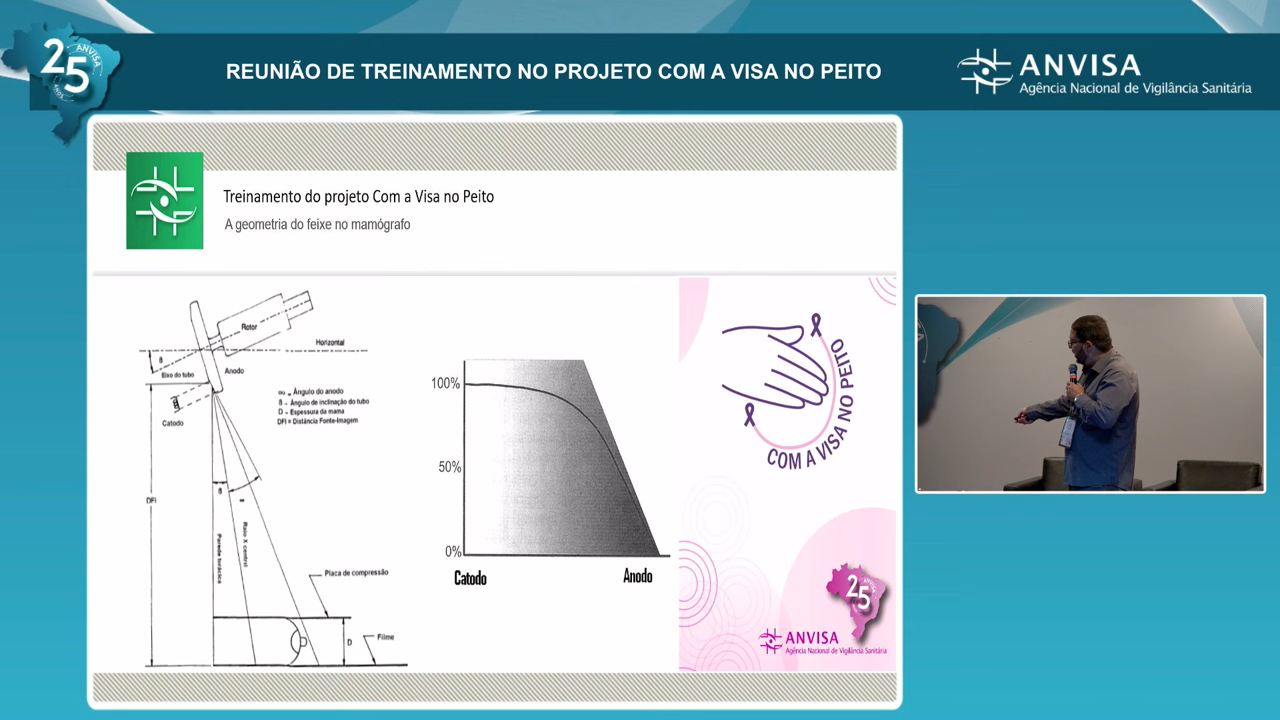 25
ANVISA
REUNIÃO DE TREINAMENTO NO PROJETO COM A VISA NO PEITO
ANVISA
Agência Nacional de Vigilância Sanitária
Treinamento do projeto Com a Visa no Peito
A geometria do feixe no mamógrafo
Rotor
Horizontal
Eixo do tubo
Anodo
Catodo
Ângulo do anodo
Ângulo de inclinação do tubo
D - Espessura da mama
DFI = Distância Fonte-Imagem
DFI
Raio X central
Parede torácica
Placa de compressão
D
Filme
100%
50%
0%
Catodo
Anodo
COM A VISA NO PEITO
25
ANVISA
Agência Nacional de Vigilância Sanitária